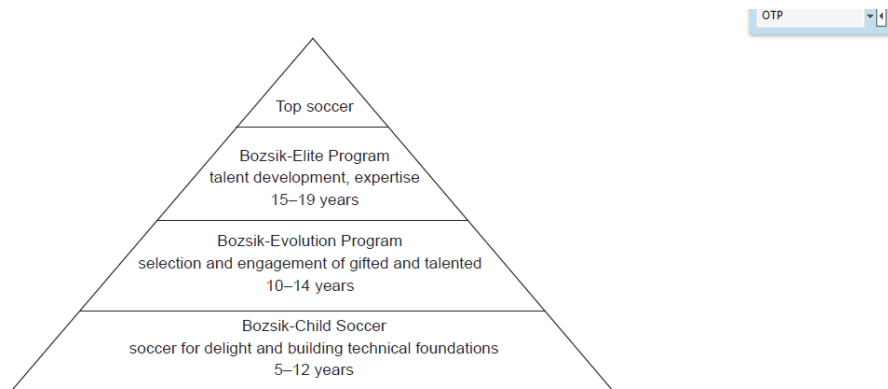 OTP
Top soccer
Bozsik-Elite Program
talent development, expertise
15–19 years
Bozsik-Evolution Program
selection and engagement of gifted and talented
10–14 years
Bozsik-Child Soccer
soccer for delight and building technical foundations
5–12 years